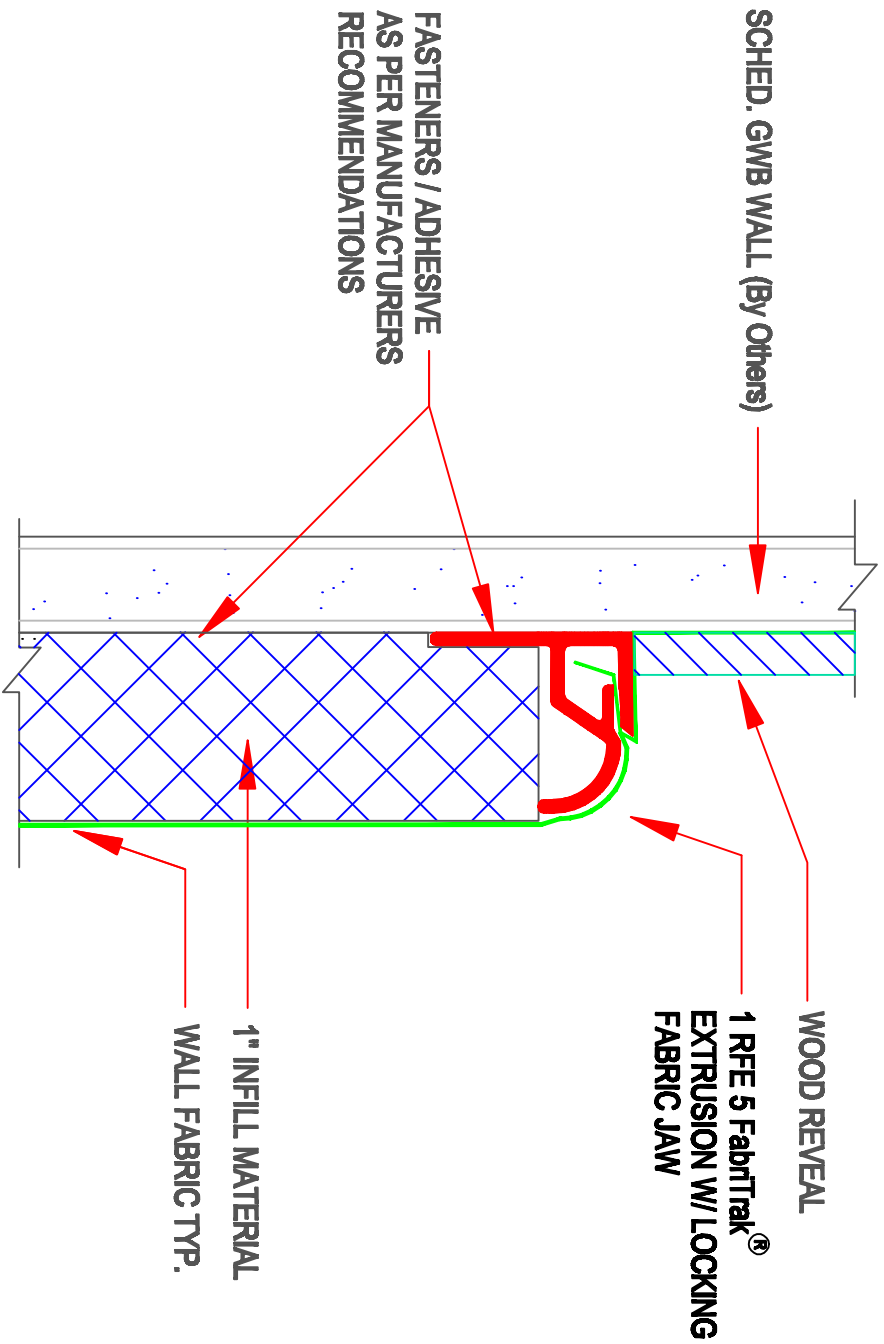 SCHED. GWB WALL (By Others)
FASTENERS / ADHESIVE
AS PER MANUFACTURERS
RECOMMENDATIONS
WOOD REVEAL
1 RFE 5 FabriTrak®
EXTRUSION W/ LOCKING
FABRIC JAW
1" INFILL MATERIAL
WALL FABRIC TYP.